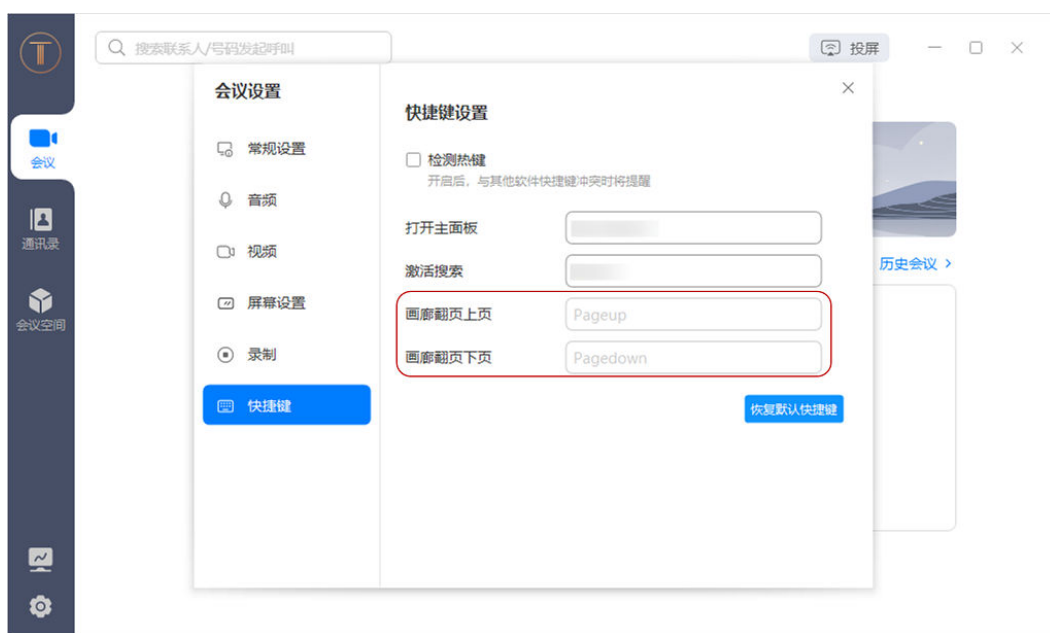 搜索联系人/号码发起呼叫
投屏
会议
通讯录
会议空间
会议设置
常规设置
音频
视频
屏幕设置
录制
快捷键
快捷键设置
检测热键
开启后，与其他软件快捷键冲突时将提醒
打开主面板
激活搜索
画廊翻页上页 Pageup
画廊翻页下页 Pagedown
恢复默认快捷键
历史会议